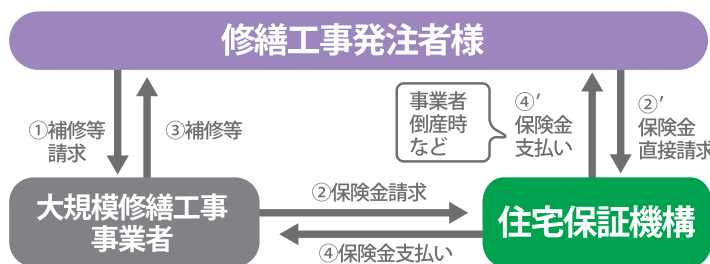 修繕工事発注者様
①補修等
請求
③補修等
事業者
倒産時
など
④′
保険金
支払い
②′
保険金
直接請求
大規模修繕工事
事業者
②保険金請求
④保険金支払い
住宅保証機構